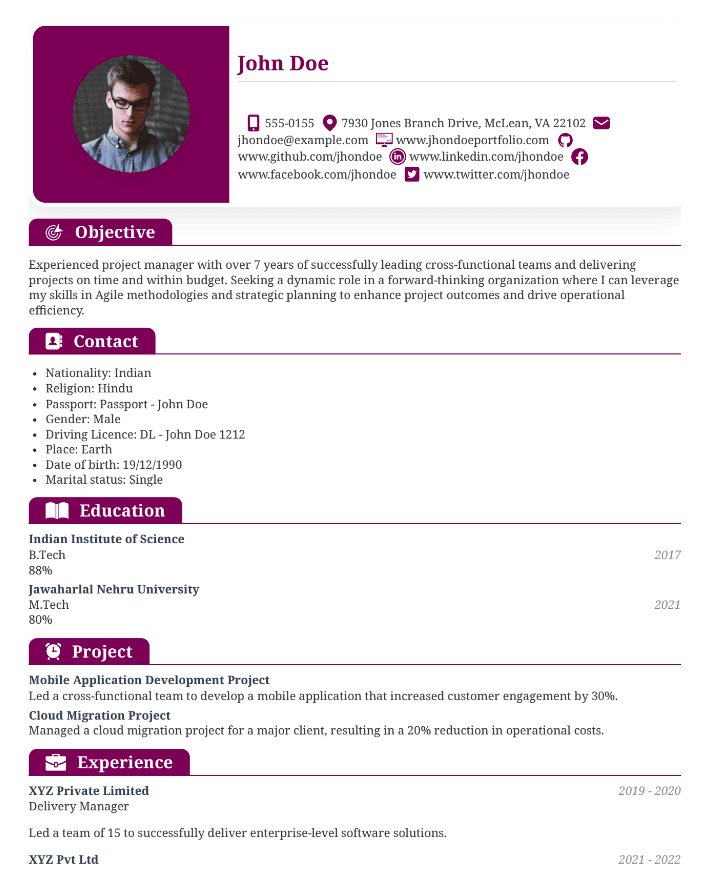 John Doe
555-0155 7930 Jones Branch Drive, McLean, VA 22102
jhondoe@example.com www.jhondoeportfolio.com
www.github.com/jhondoe www.linkedin.com/jhondoe
www.facebook.com/jhondoe www.twitter.com/jhondoe
Objective
Experienced project manager with over 7 years of successfully leading cross-functional teams and delivering
projects on time and within budget. Seeking a dynamic role in a forward-thinking organization where I can leverage
my skills in Agile methodologies and strategic planning to enhance project outcomes and drive operational
efficiency.
Contact
• Nationality: Indian
• Religion: Hindu
• Passport: Passport - John Doe
• Gender: Male
• Driving Licence: DL - John Doe 1212
• Place: Earth
• Date of birth: 19/12/1990
• Marital status: Single
Education
Indian Institute of Science
B.Tech 2017
88%
Jawaharlal Nehru University
M.Tech 2021
80%
Project
Mobile Application Development Project
Led a cross-functional team to develop a mobile application that increased customer engagement by 30%.
Cloud Migration Project
Managed a cloud migration project for a major client, resulting in a 20% reduction in operational costs.
Experience
XYZ Private Limited 2019 - 2020
Delivery Manager
Led a team of 15 to successfully deliver enterprise-level software solutions.
XYZ Pvt Ltd 2021 - 2022